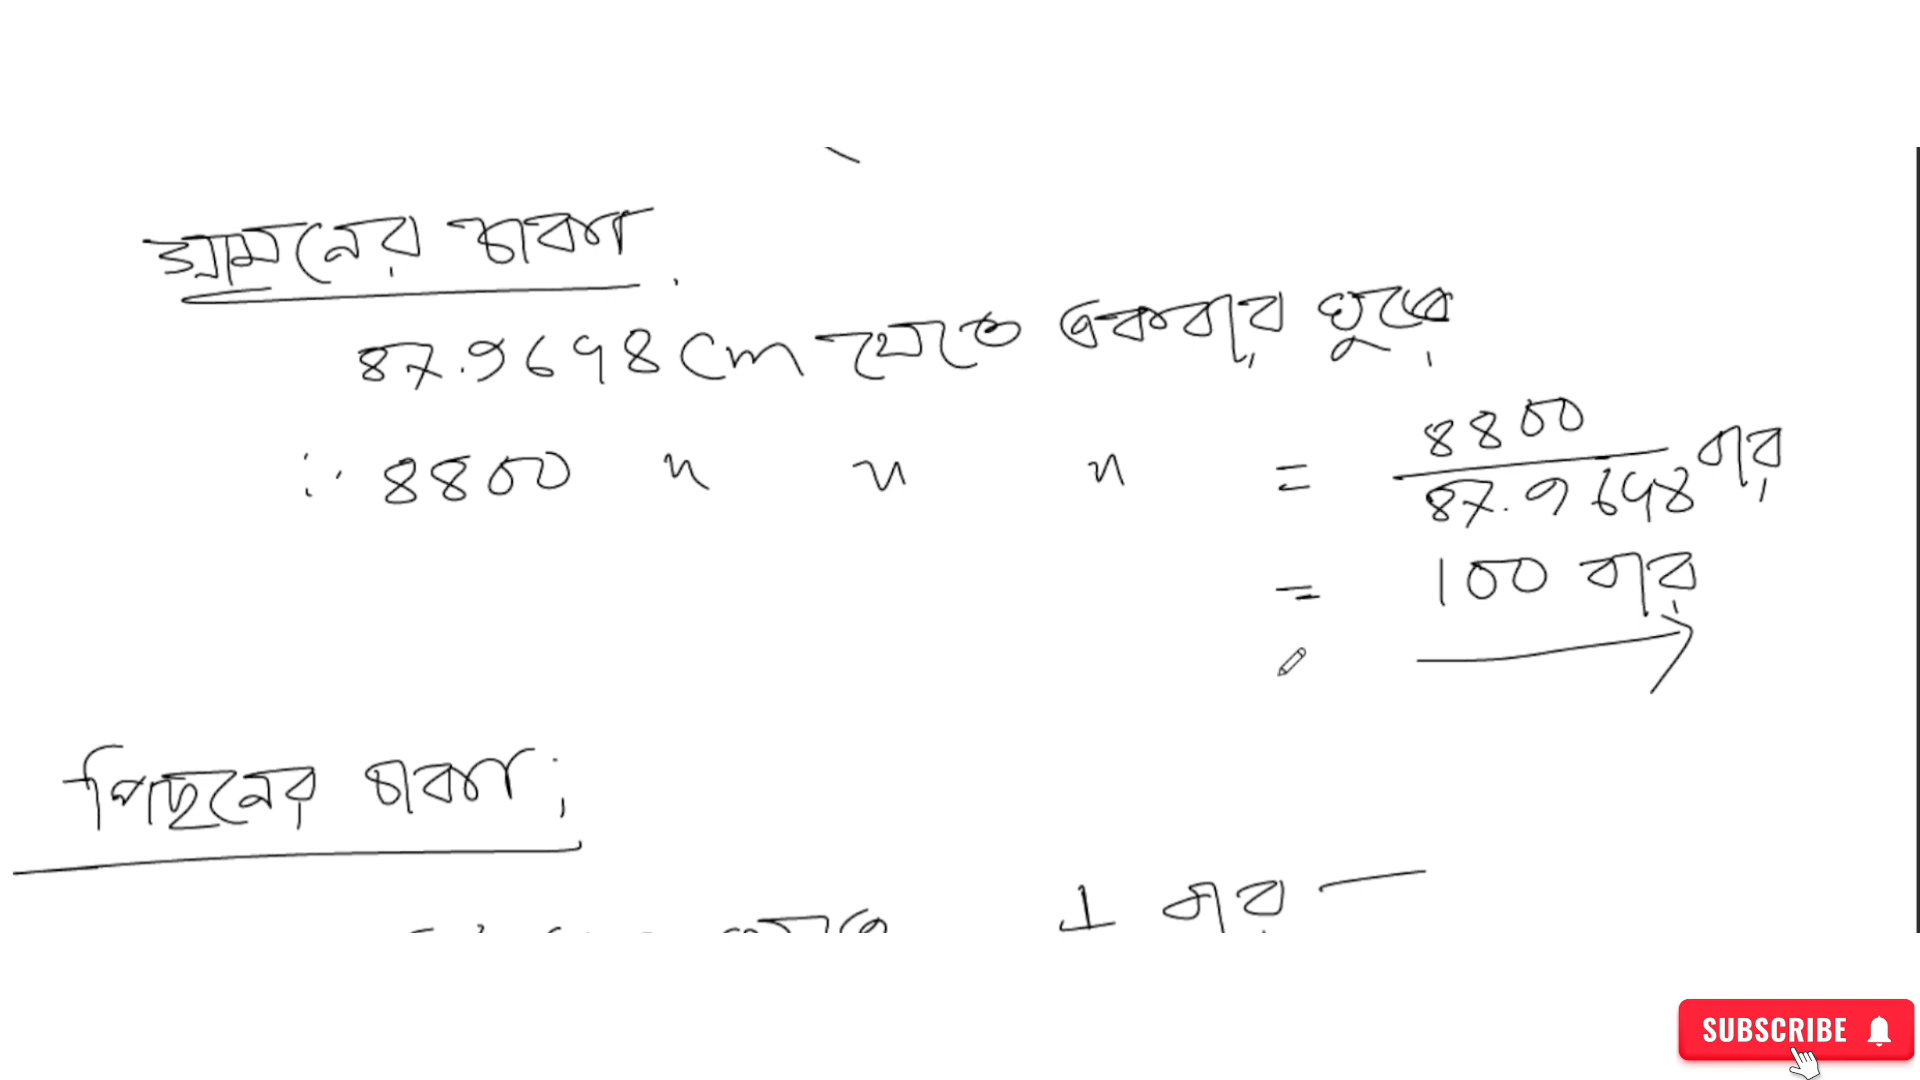 সামনের চাকা
87.9648 cm যেতে একবার ঘুরে
∴ 8800 " " " = 8800/87.9648 বার
= 100 বার
পিছনের চাকা;
1 বার
SUBSCRIBE